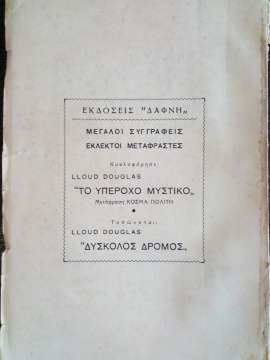 ΕΚΔΟΣΕΙΣ "ΔΑΦΝΗ„
ΜΕΓΑΛΟΙ ΣΥΓΓΡΑΦΕΙΣ
ΕΚΛΕΚΤΟΙ ΜΕΤΑΦΡΑΣΤΕΣ
Κυκλοφόρησε:
LLOUD DOUGLAS
"ΤΟ ΥΠΕΡΟΧΟ ΜΥΣΤΙΚΟ„
Μετάφραση ΚΟΣΜΑ ΠΟΛΙΤΗ
Τυπώνεται:
LLOUD DOUGLAS
"ΔΥΣΚΟΛΟΣ ΔΡΟΜΟΣ„